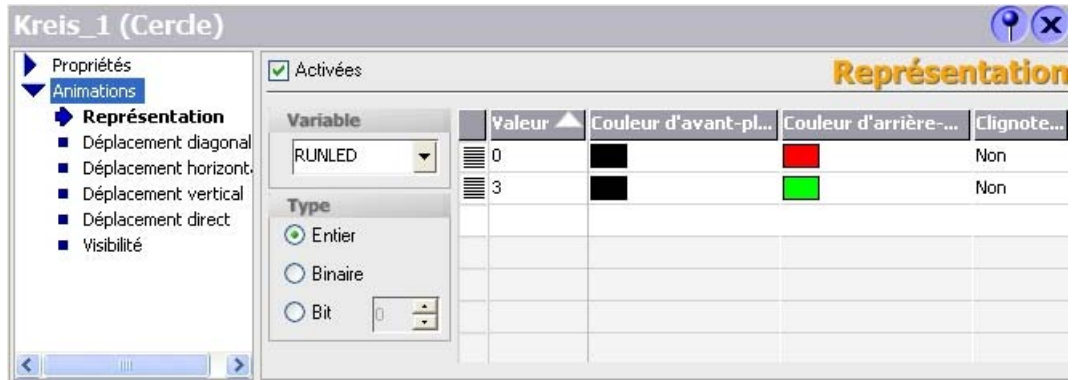 Kreis_1 (Cercle)
Propriétés
Animations
Représentation
Déplacement diagonal
Déplacement horizont
Déplacement vertical
Déplacement direct
Visibilité
Activées
Représentation
Variable
RUNLED
Type
Entier
Binaire
Bit 0
Valeur Couleur d'avant-pl... Couleur d'arrière-... Clignote...
0 Non
3 Non